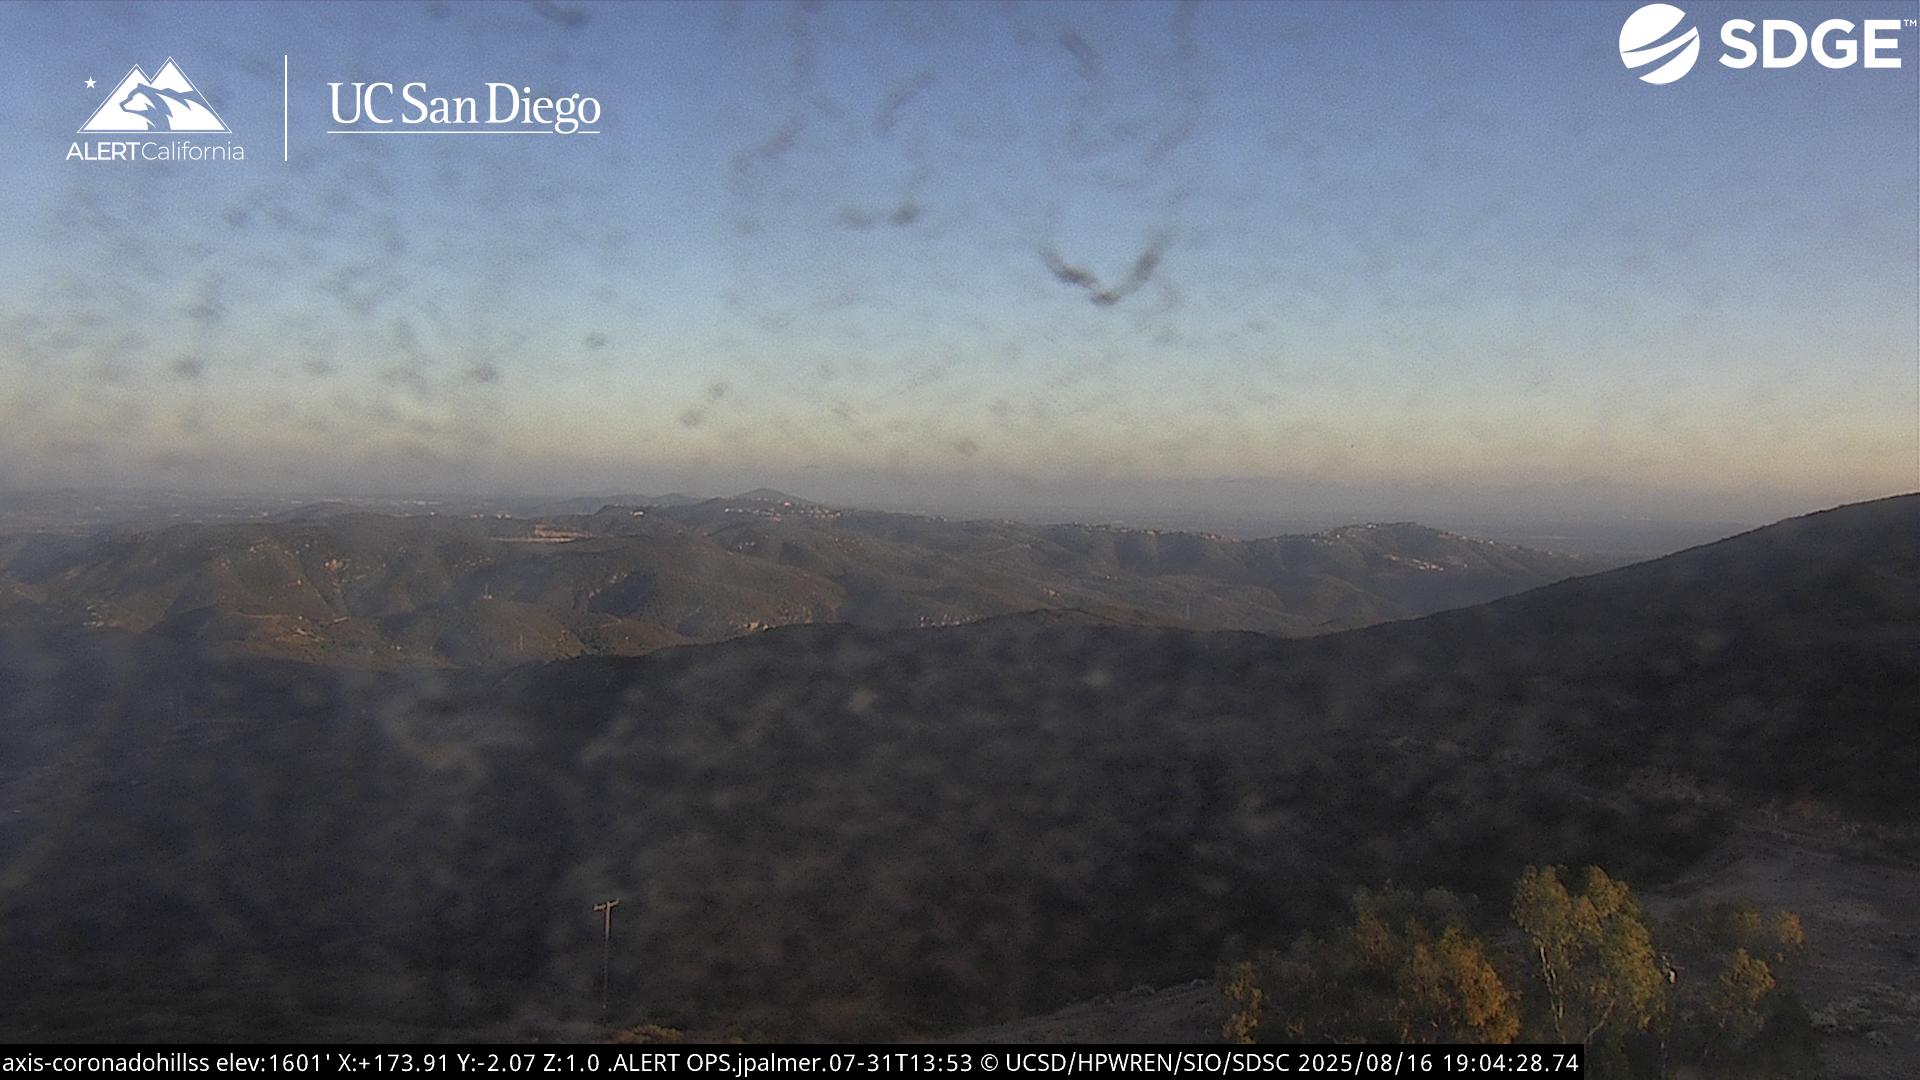 ALERTCalifornia
UC San Diego
SDGE™
axis-coronadohillss elev:1601' X:+173.91 Y:-2.07 Z:1.0 .ALERT OPS.jpalmer.07-31T13:53 © UCSD/HPWREN/SIO/SDSC 2025/08/16 19:04:28.74